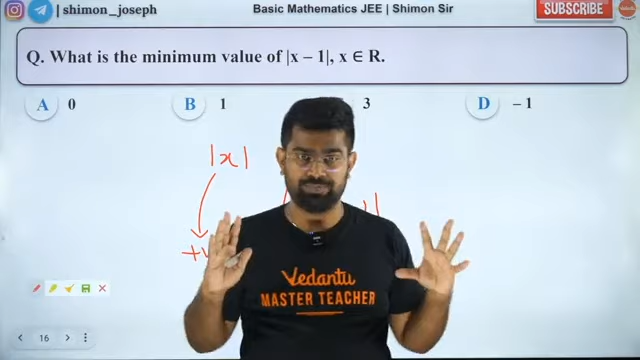 | shimon_joseph
Basic Mathematics JEE | Shimon Sir
SUBSCRIBE
Q. What is the minimum value of |x – 1|, x ∈ R.
A 0
B 1
3
D – 1
|x|
Vedantu
MASTER TEACHER
16